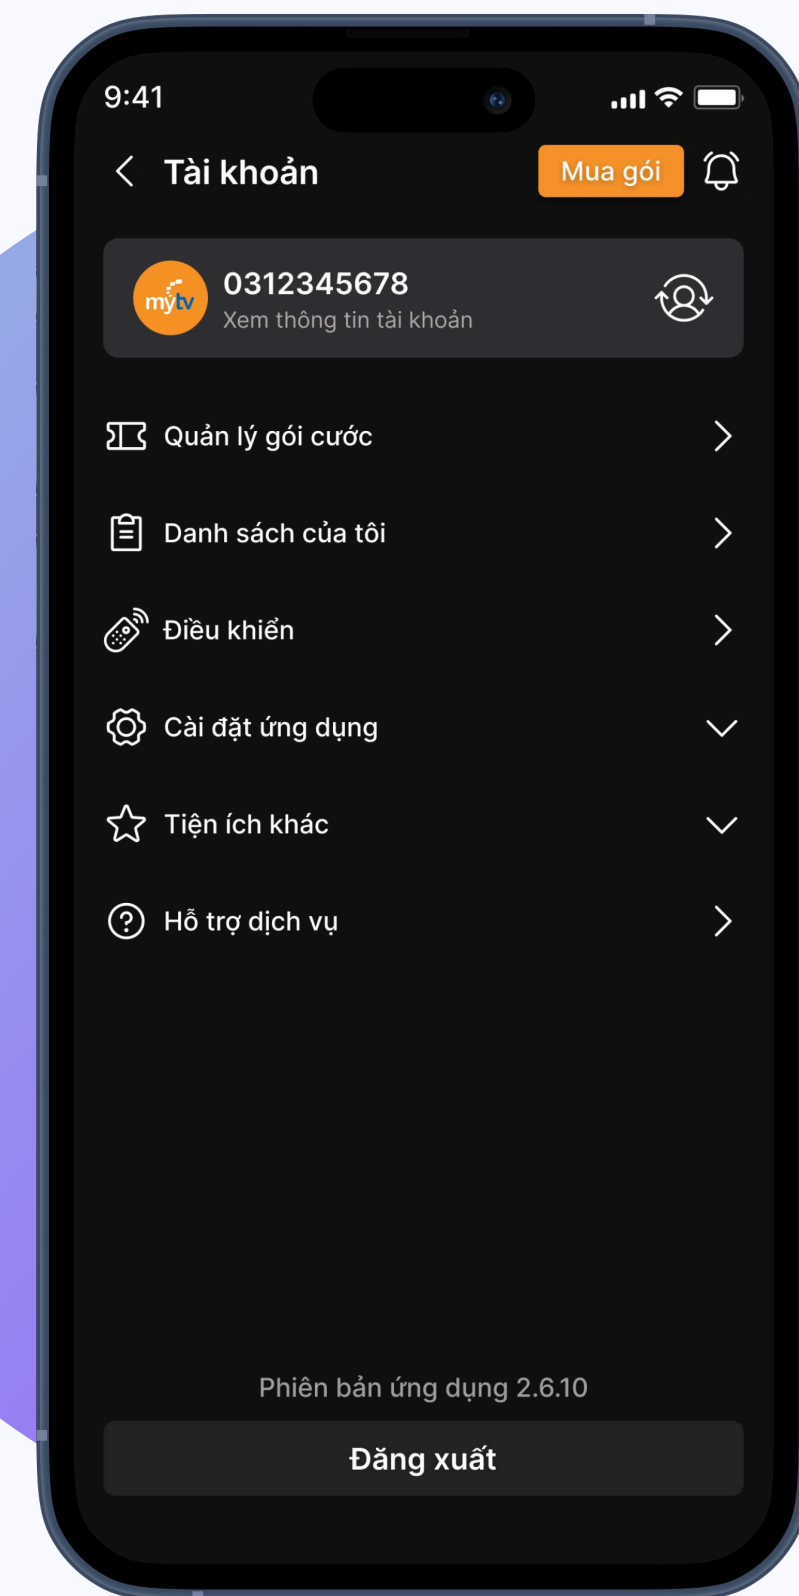 9:41
Tài khoản
Mua gói
mytv
0312345678
Xem thông tin tài khoản
Quản lý gói cước
Danh sách của tôi
Điều khiển
Cài đặt ứng dụng
Tiện ích khác
Hỗ trợ dịch vụ
Phiên bản ứng dụng 2.6.10
Đăng xuất